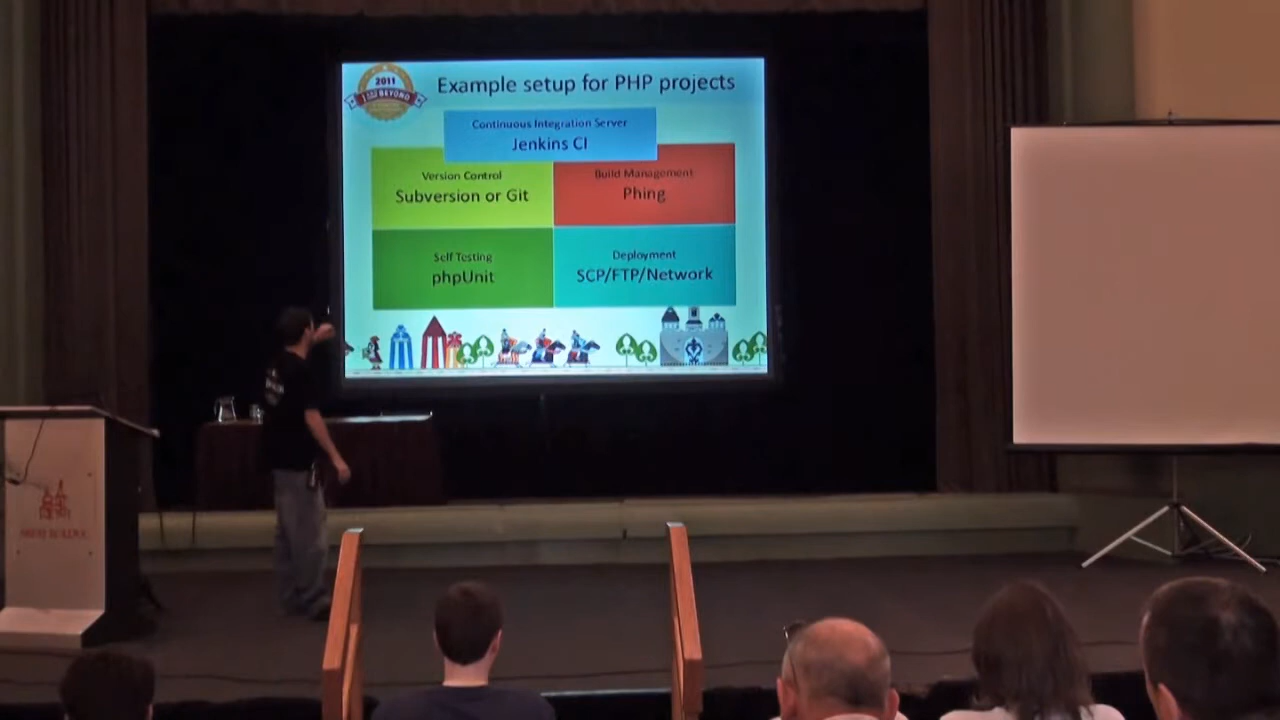 2011
BEYOND
Example setup for PHP projects
Continuous Integration Server
Jenkins CI
Version Control
Subversion or Git
Build Management
Phing
Self Testing
phpUnit
Deployment
SCP/FTP/Network